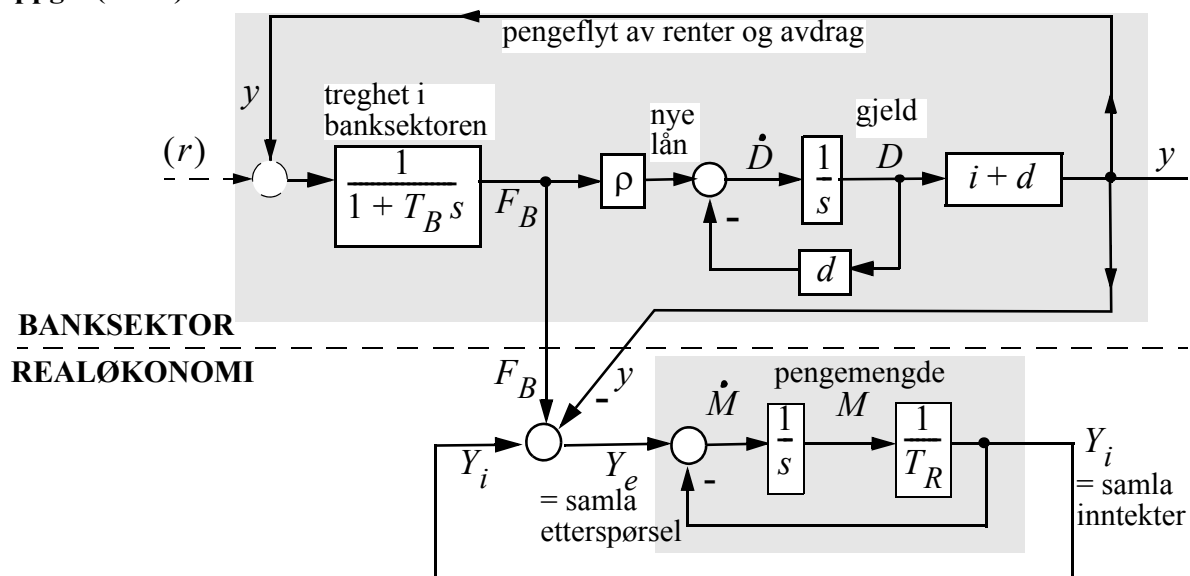 pengeflyt av renter og avdrag
y
treghet i
banksektoren
nye
lån
gjeld
(r)
1
1 + T_B s
F_B
ρ
Ḋ
1
s
D
i + d
y
-
d
BANKSEKTOR
REALØKONOMI
F_B
- y
pengemengde
Ṁ
1
s
M
1
T_R
Y_i
Y_e
-
Y_i
= samla
etterspørsel
= samla
inntekter